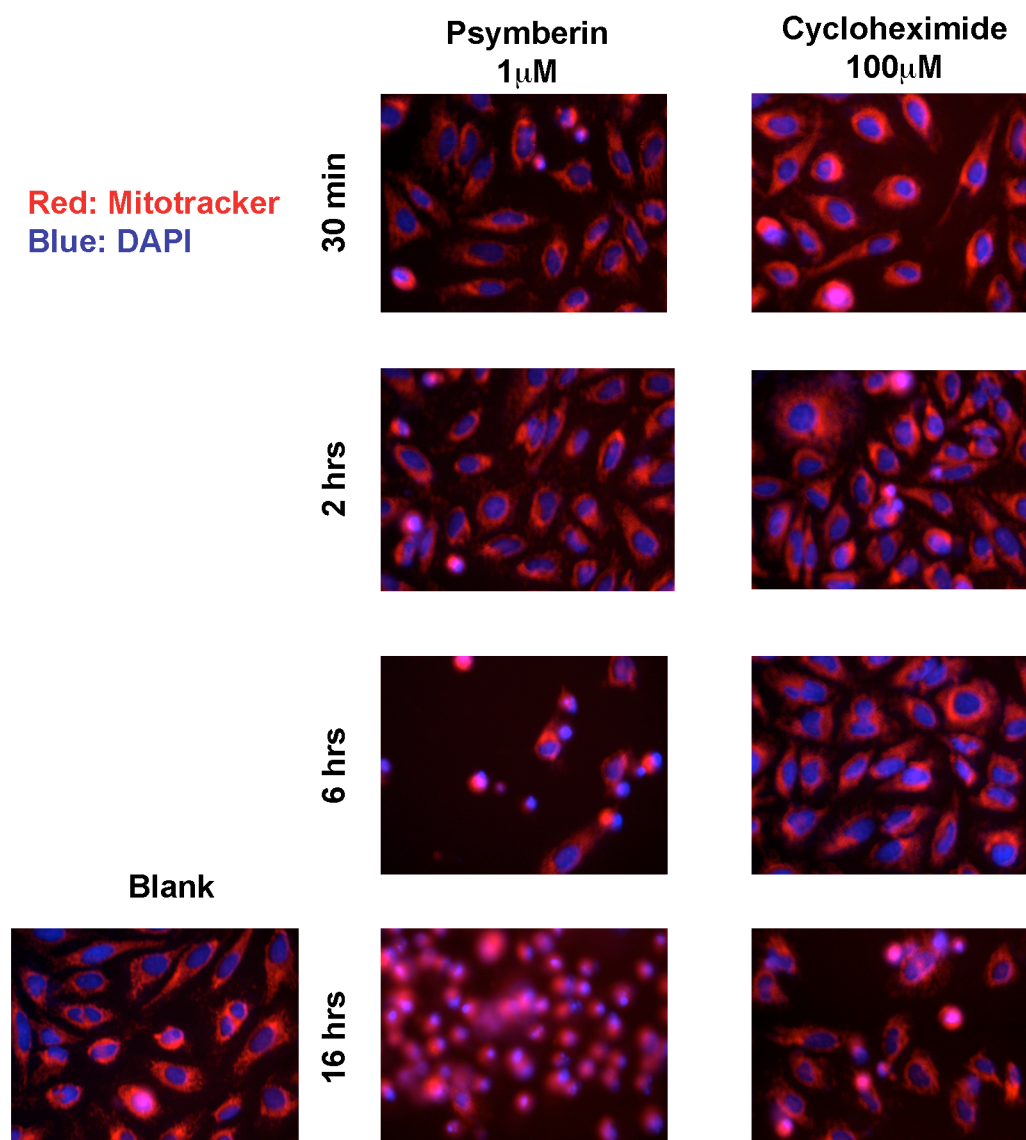 Psymberin
1μM
Cycloheximide
100μM
Red: Mitotracker
Blue: DAPI
30 min
2 hrs
6 hrs
Blank
16 hrs